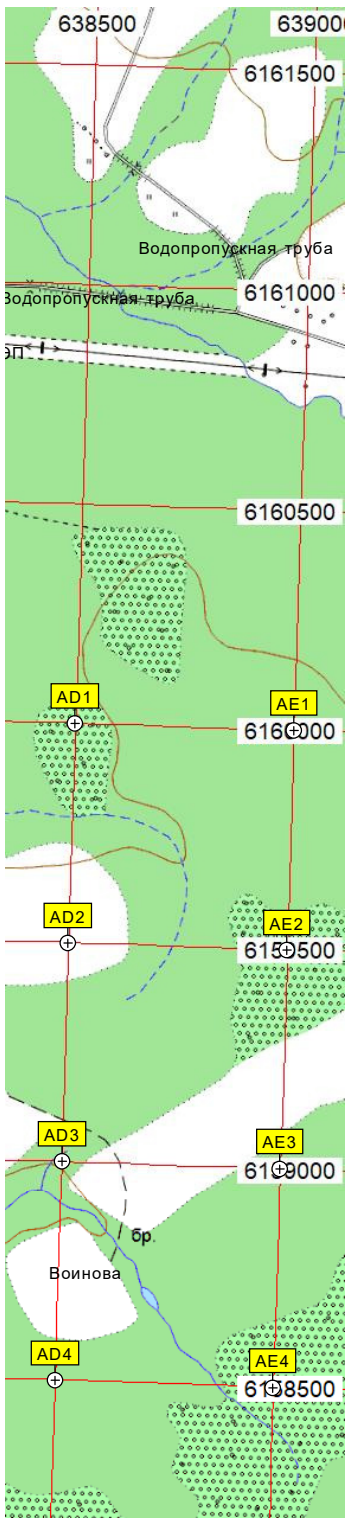 638500
639000
6161500
Водопропускная труба
6161000
Водопропускная труба
ЭП
6160500
AD1
AE1
6160000
AD2
AE2
6159500
AD3
AE3
6159000
бр.
Воинова
AD4
AE4
6158500